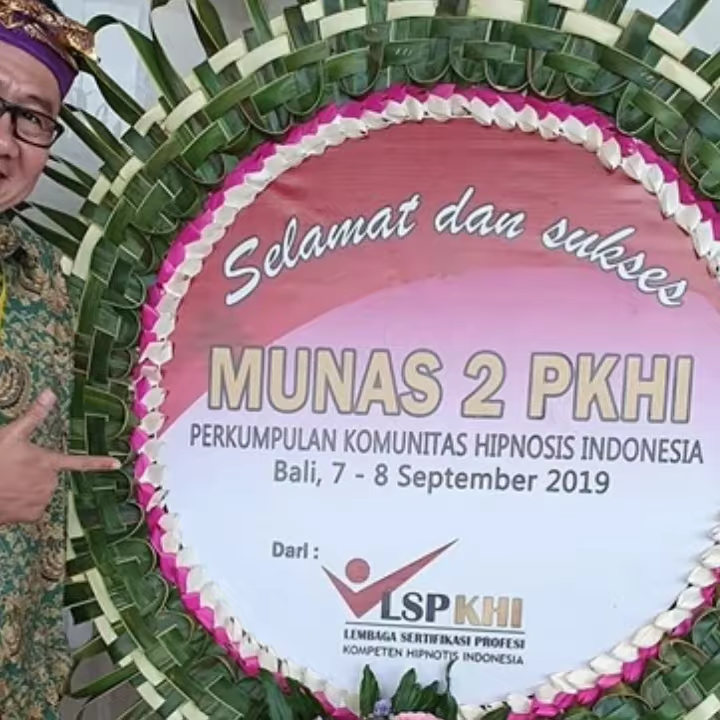 Selamat dan sukses
MUNAS 2 PKHI
PERKUMPULAN KOMUNITAS HIPNOSIS INDONESIA
Bali, 7 - 8 September 2019
Dari :
LSP KHI
LEMBAGA SERTIFIKASI PROFESI
KOMPETEN HIPNOTIS INDONESIA